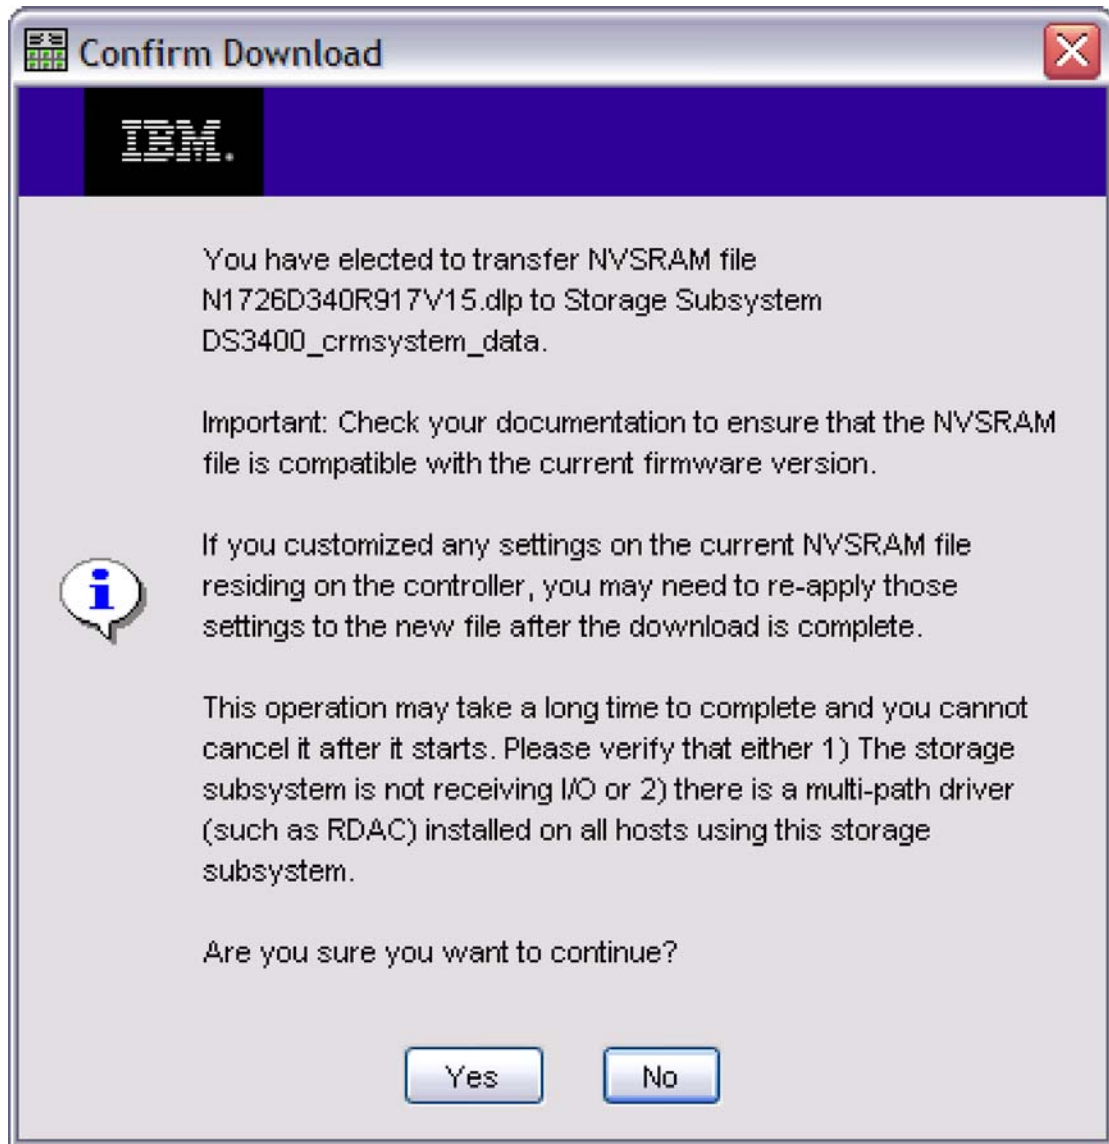 Confirm Download
IBM.
You have elected to transfer NVSRAM file
N1726D340R917V15.dlp to Storage Subsystem
DS3400_crmsystem_data.
Important: Check your documentation to ensure that the NVSRAM
file is compatible with the current firmware version.
If you customized any settings on the current NVSRAM file
residing on the controller, you may need to re-apply those
settings to the new file after the download is complete.
This operation may take a long time to complete and you cannot
cancel it after it starts. Please verify that either 1) The storage
subsystem is not receiving I/O or 2) there is a multi-path driver
(such as RDAC) installed on all hosts using this storage
subsystem.
Are you sure you want to continue?
Yes No